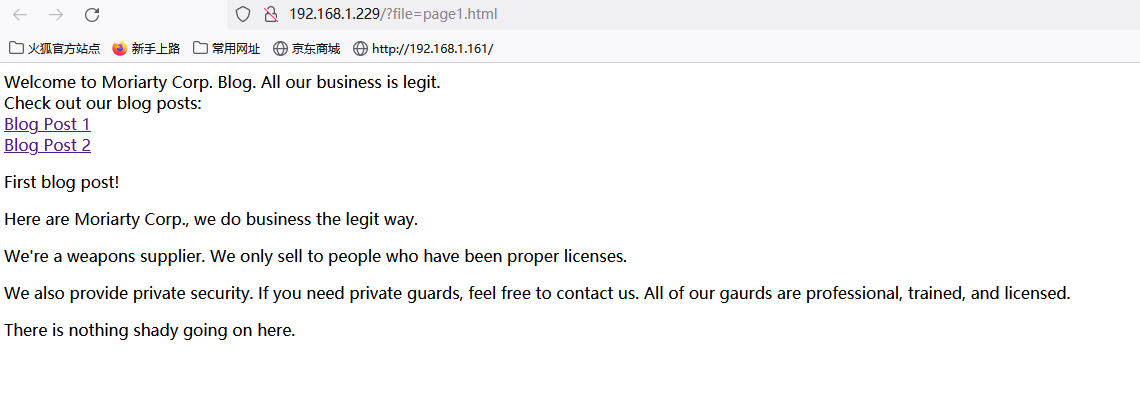 192.168.1.229/?file=page1.html
火狐官方站点 新手上路 常用网址 京东商城 http://192.168.1.161/
Welcome to Moriarty Corp. Blog. All our business is legit.
Check out our blog posts:
Blog Post 1
Blog Post 2
First blog post!
Here are Moriarty Corp., we do business the legit way.
We're a weapons supplier. We only sell to people who have been proper licenses.
We also provide private security. If you need private guards, feel free to contact us. All of our gaurds are professional, trained, and licensed.
There is nothing shady going on here.